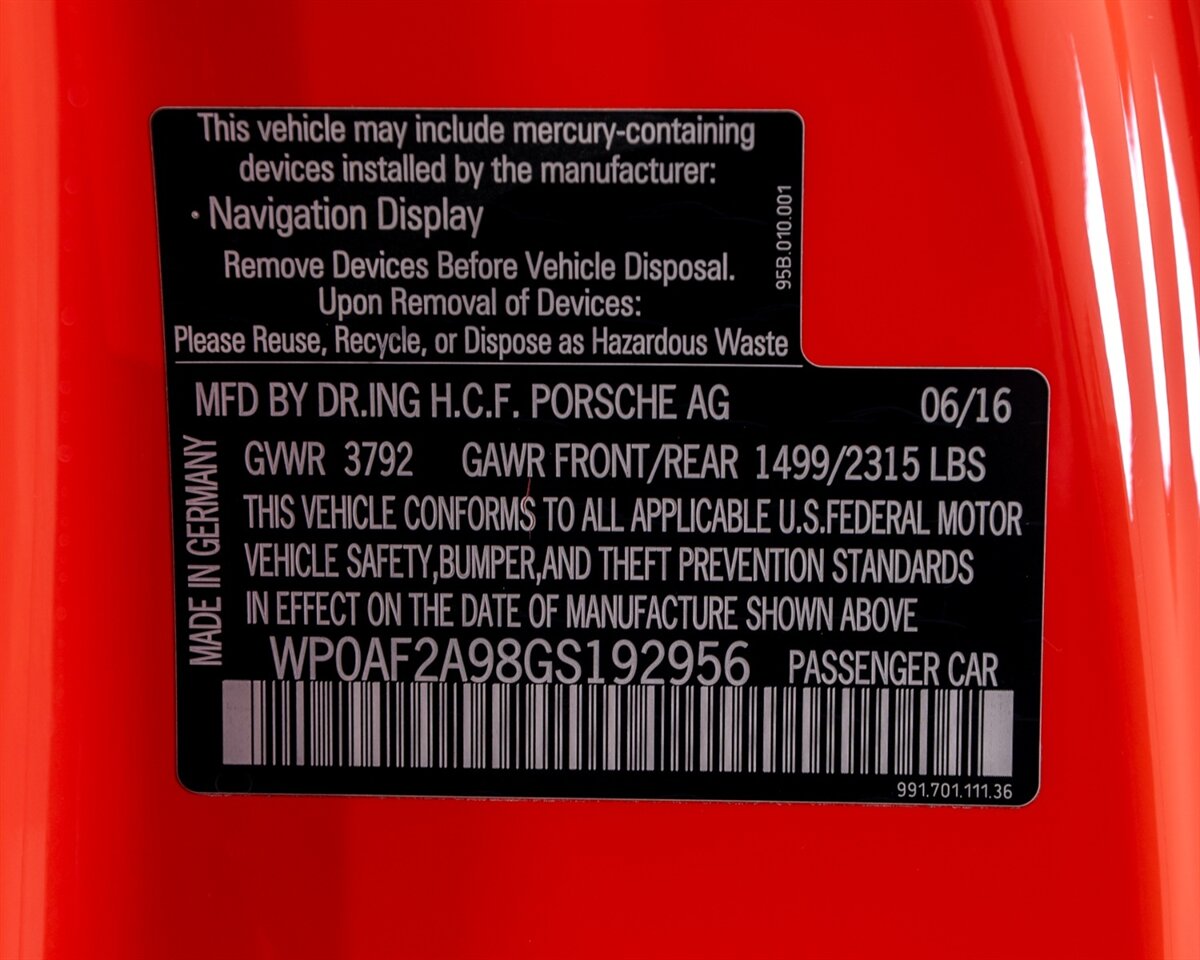 This vehicle may include mercury-containing
devices installed by the manufacturer:
· Navigation Display
Remove Devices Before Vehicle Disposal.
Upon Removal of Devices:
Please Reuse, Recycle, or Dispose as Hazardous Waste
95B.010.001
MFD BY DR.ING H.C.F. PORSCHE AG 06/16
GVWR 3792 GAWR FRONT/REAR 1499/2315 LBS
THIS VEHICLE CONFORMS TO ALL APPLICABLE U.S.FEDERAL MOTOR
VEHICLE SAFETY,BUMPER,AND THEFT PREVENTION STANDARDS
IN EFFECT ON THE DATE OF MANUFACTURE SHOWN ABOVE
MADE IN GERMANY
WP0AF2A98GS192956 PASSENGER CAR
991.701.111.36